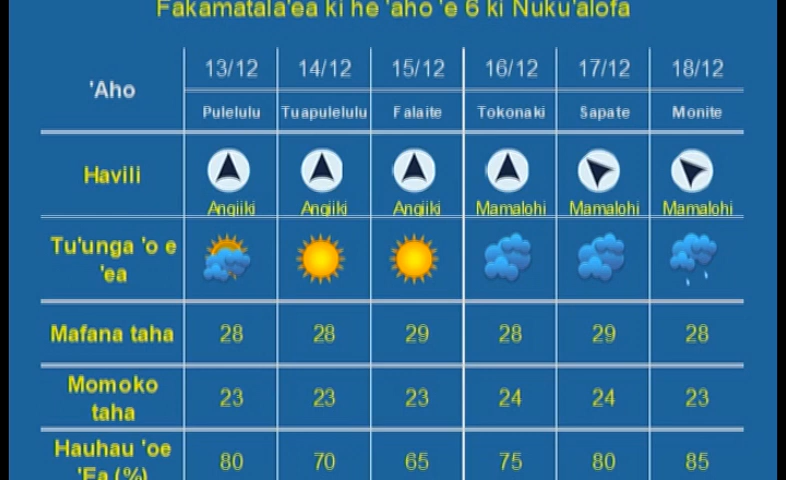 Fakamatala'ea ki he 'aho 'e 6 ki Nuku'alofa
'Aho 13/12 14/12 15/12 16/12 17/12 18/12
Pulelulu Tuapulelulu Falaite Tokonaki Sapate Monite
Havili
Angiiki Angiiki Angiiki Mamalohi Mamalohi Mamalohi
Tu'unga 'o e
'ea
Mafana taha 28 28 29 28 29 28
Momoko
taha
23 23 23 24 24 23
Hauhau 'oe
'Ea (%)
80 70 65 75 80 85